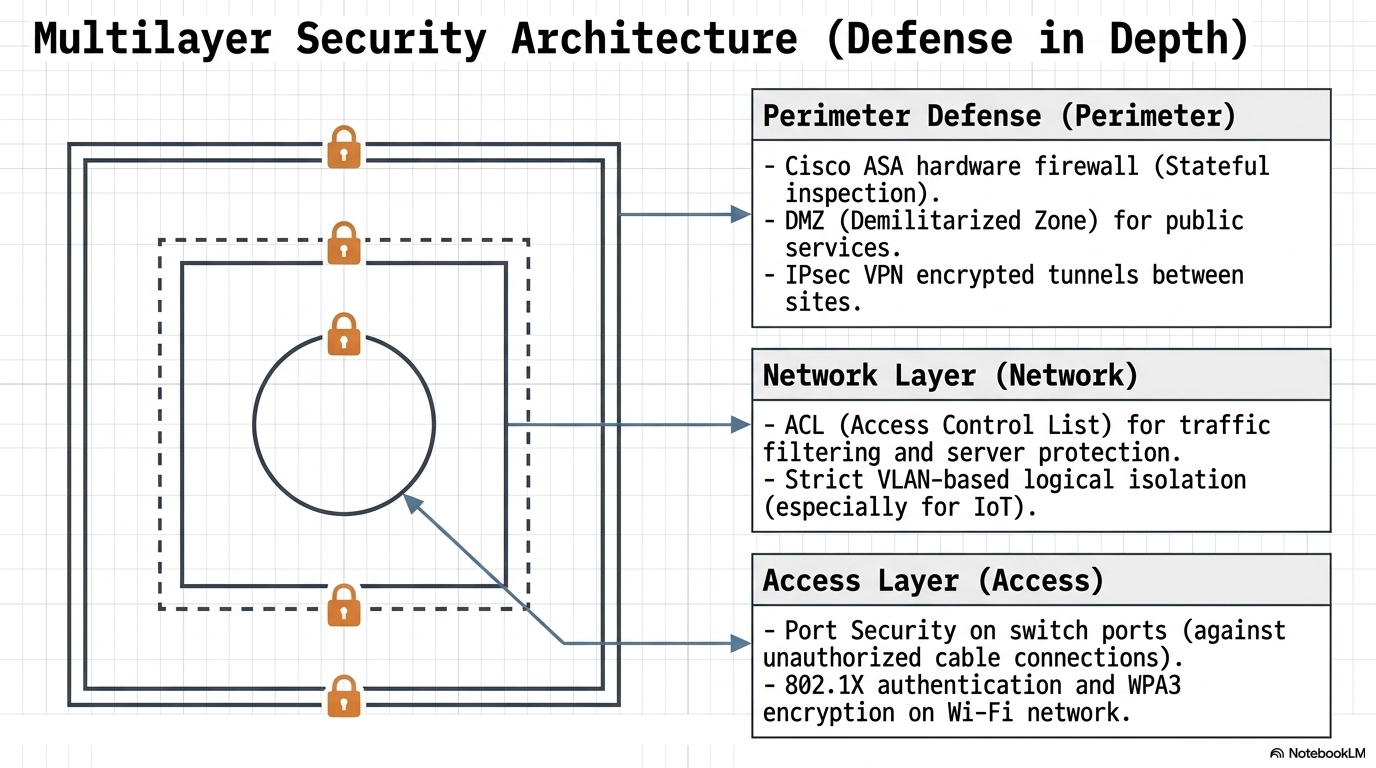 Multilayer Security Architecture (Defense in Depth)
Perimeter Defense (Perimeter)
- Cisco ASA hardware firewall (Stateful
inspection).
- DMZ (Demilitarized Zone) for public
services.
- IPsec VPN encrypted tunnels between
sites.
Network Layer (Network)
- ACL (Access Control List) for traffic
filtering and server protection.
- Strict VLAN-based logical isolation
(especially for IoT).
Access Layer (Access)
- Port Security on switch ports (against
unauthorized cable connections).
- 802.1X authentication and WPA3
encryption on Wi-Fi network.
NotebookLM